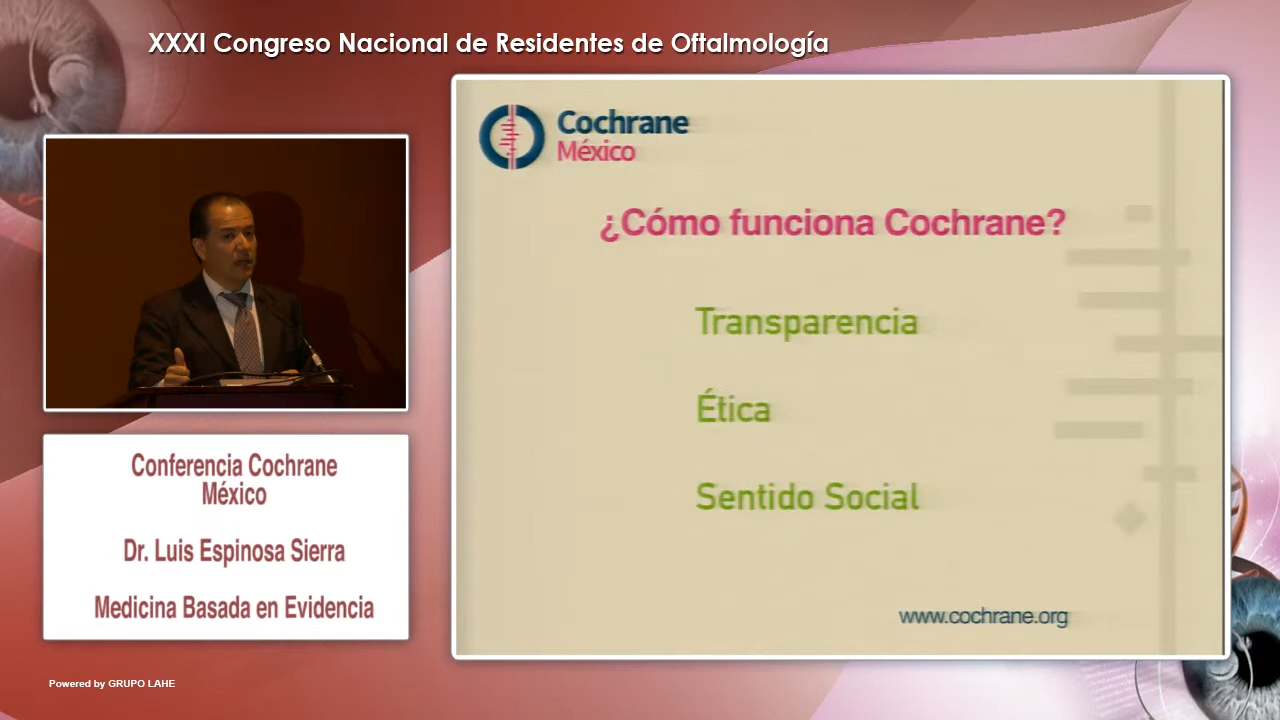 XXXI Congreso Nacional de Residentes de Oftalmología
Cochrane
México
¿Cómo funciona Cochrane?
Transparencia
Ética
Sentido Social
www.cochrane.org
Conferencia Cochrane
México
Dr. Luis Espinosa Sierra
Medicina Basada en Evidencia
Powered by GRUPO LAHE